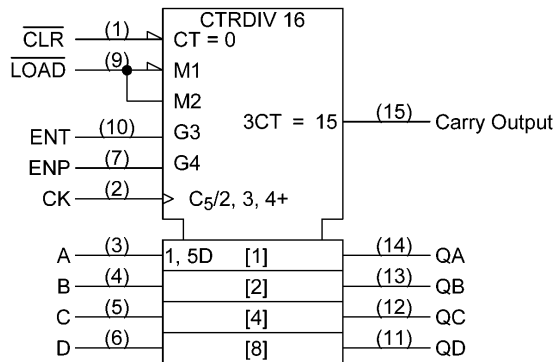 CTRDIV 16
CLR (1) CT = 0
LOAD (9) M1
M2
3CT = 15 (15) Carry Output
ENT (10) G3
ENP (7) G4
CK (2) C5/2, 3, 4+
A (3) 1, 5D [1] (14) QA
B (4) [2] (13) QB
C (5) [4] (12) QC
D (6) [8] (11) QD